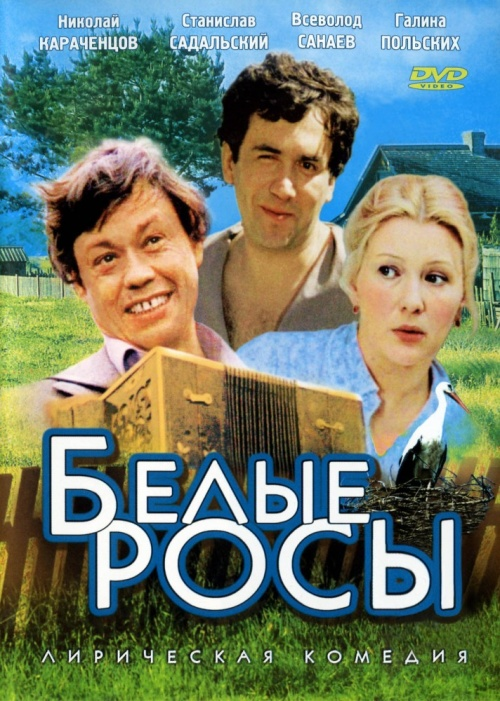 Николай Станислав Всеволод Галина
КАРАЧЕНЦОВ САДАЛЬСКИЙ САНАЕВ ПОЛЬСКИХ
DVD
VIDEO
БЕЛЫЕ
РОСЫ
ЛИРИЧЕСКАЯ КОМЕДИЯ